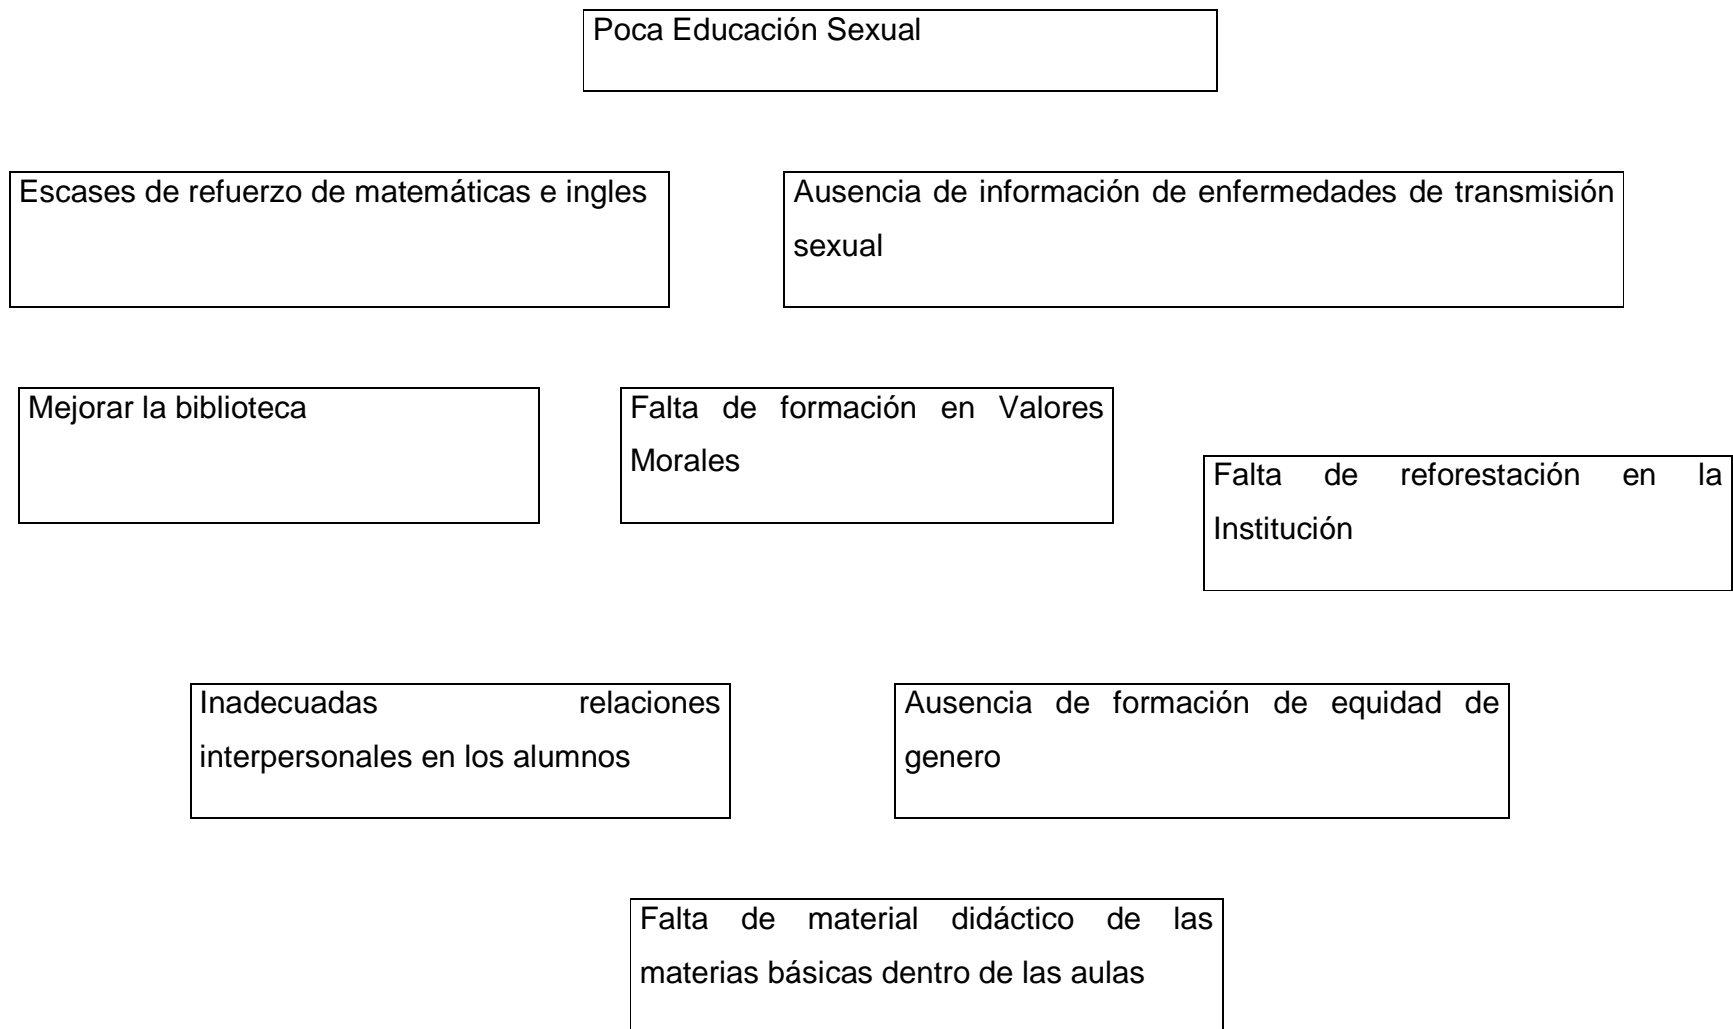 Poca Educación Sexual
Escases de refuerzo de matemáticas e ingles
Ausencia de información de enfermedades de transmisión
sexual
Mejorar la biblioteca
Falta de formación en Valores
Morales
Falta de reforestación en la
Institución
Inadecuadas relaciones
interpersonales en los alumnos
Ausencia de formación de equidad de
genero
Falta de material didáctico de las
materias básicas dentro de las aulas